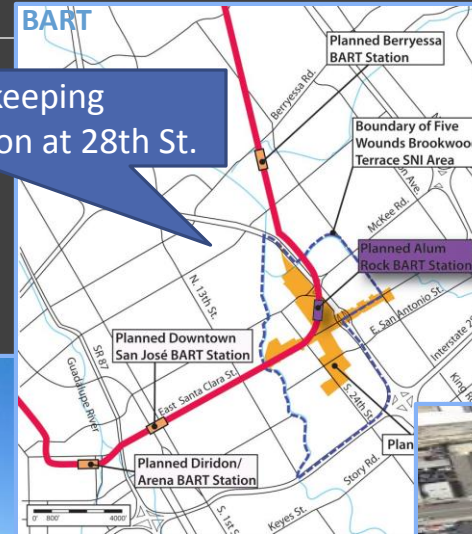 BART
keeping
on at 28th St.
Planned Berryessa
BART Station
Berryessa Rd.
Boundary of Five
Wounds Brookwood
Terrace SNI Area
McKee Rd.
N. 13th St.
Planned Alum
Rock BART Station
E. San Antonio St.
Planned Downtown
San José BART Station
SR 87
Guadalupe River
East Santa Clara St.
S. 24th St.
Interstate
King
Plan
Planned Diridon/
Arena BART Station
Story Rd.
S. 1st S
Keyes St.
0' 800' 4000'